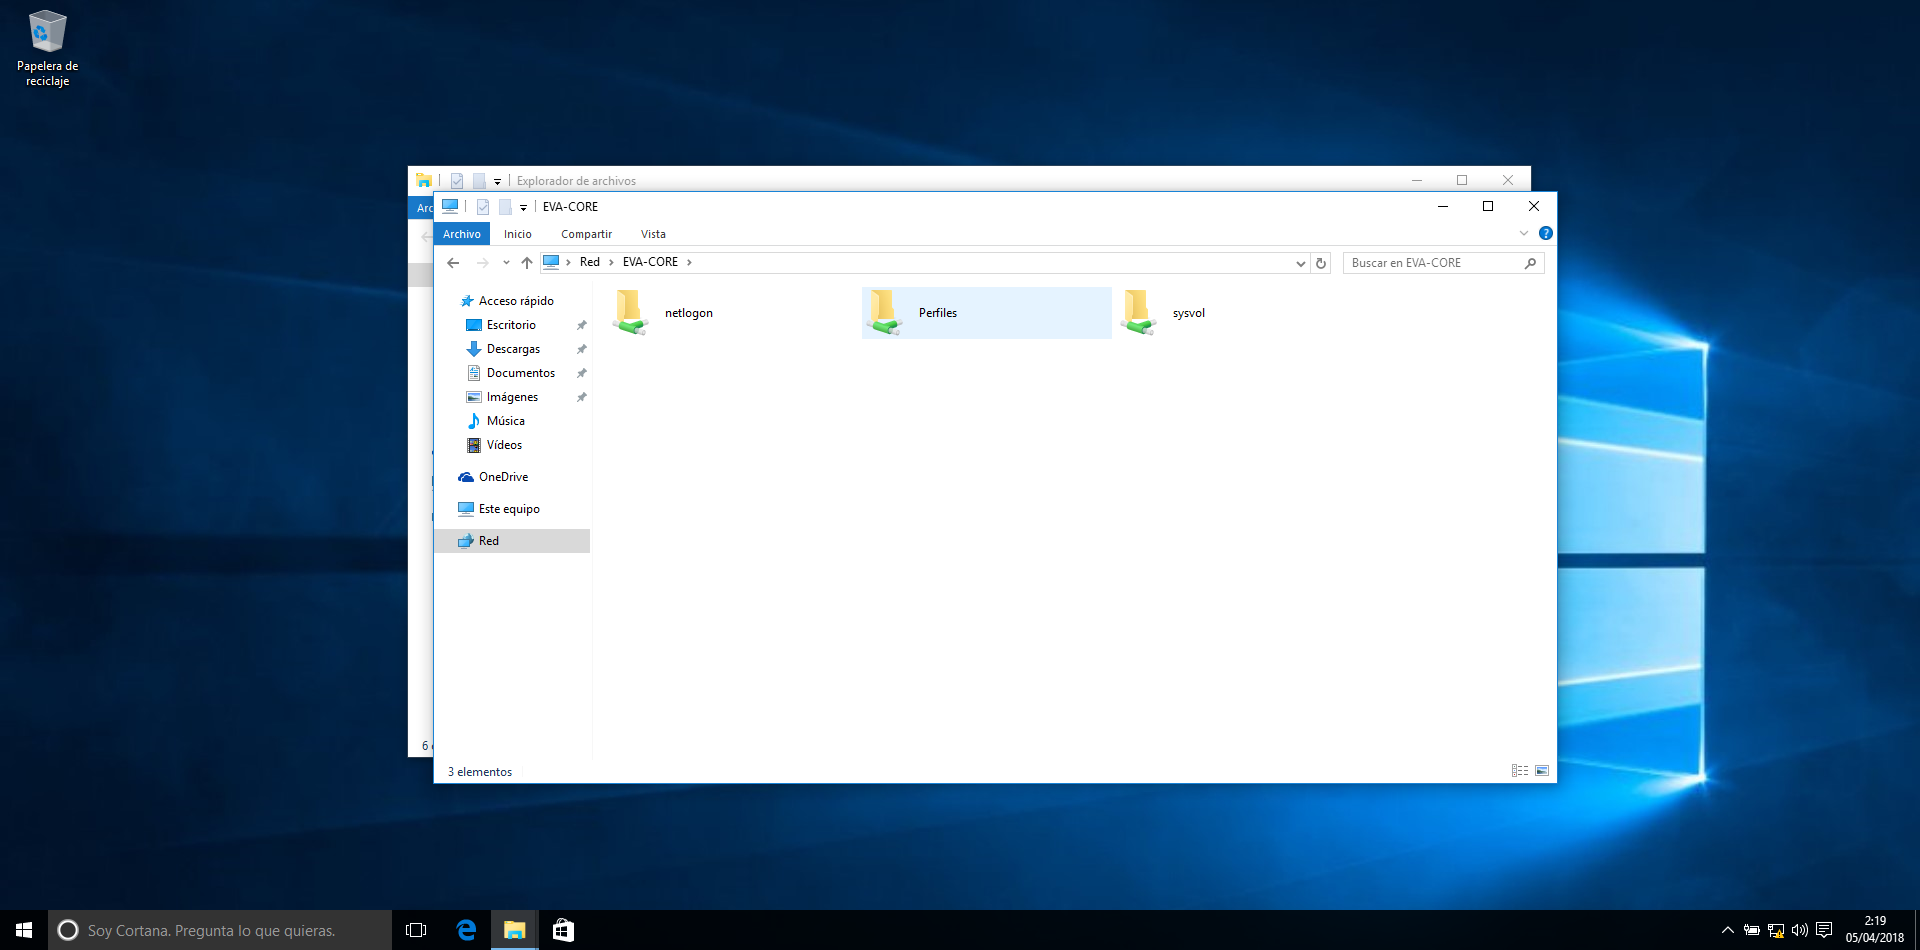 Papelera de
reciclaje
Explorador de archivos
EVA-CORE
Archivo Inicio Compartir Vista
Red EVA-CORE
Buscar en EVA-CORE
Acceso rápido
Escritorio
Descargas
Documentos
Imágenes
Música
Vídeos
OneDrive
Este equipo
Red
netlogon
Perfiles
sysvol
6
3 elementos
Soy Cortana. Pregunta lo que quieras.
2:19
05/04/2018